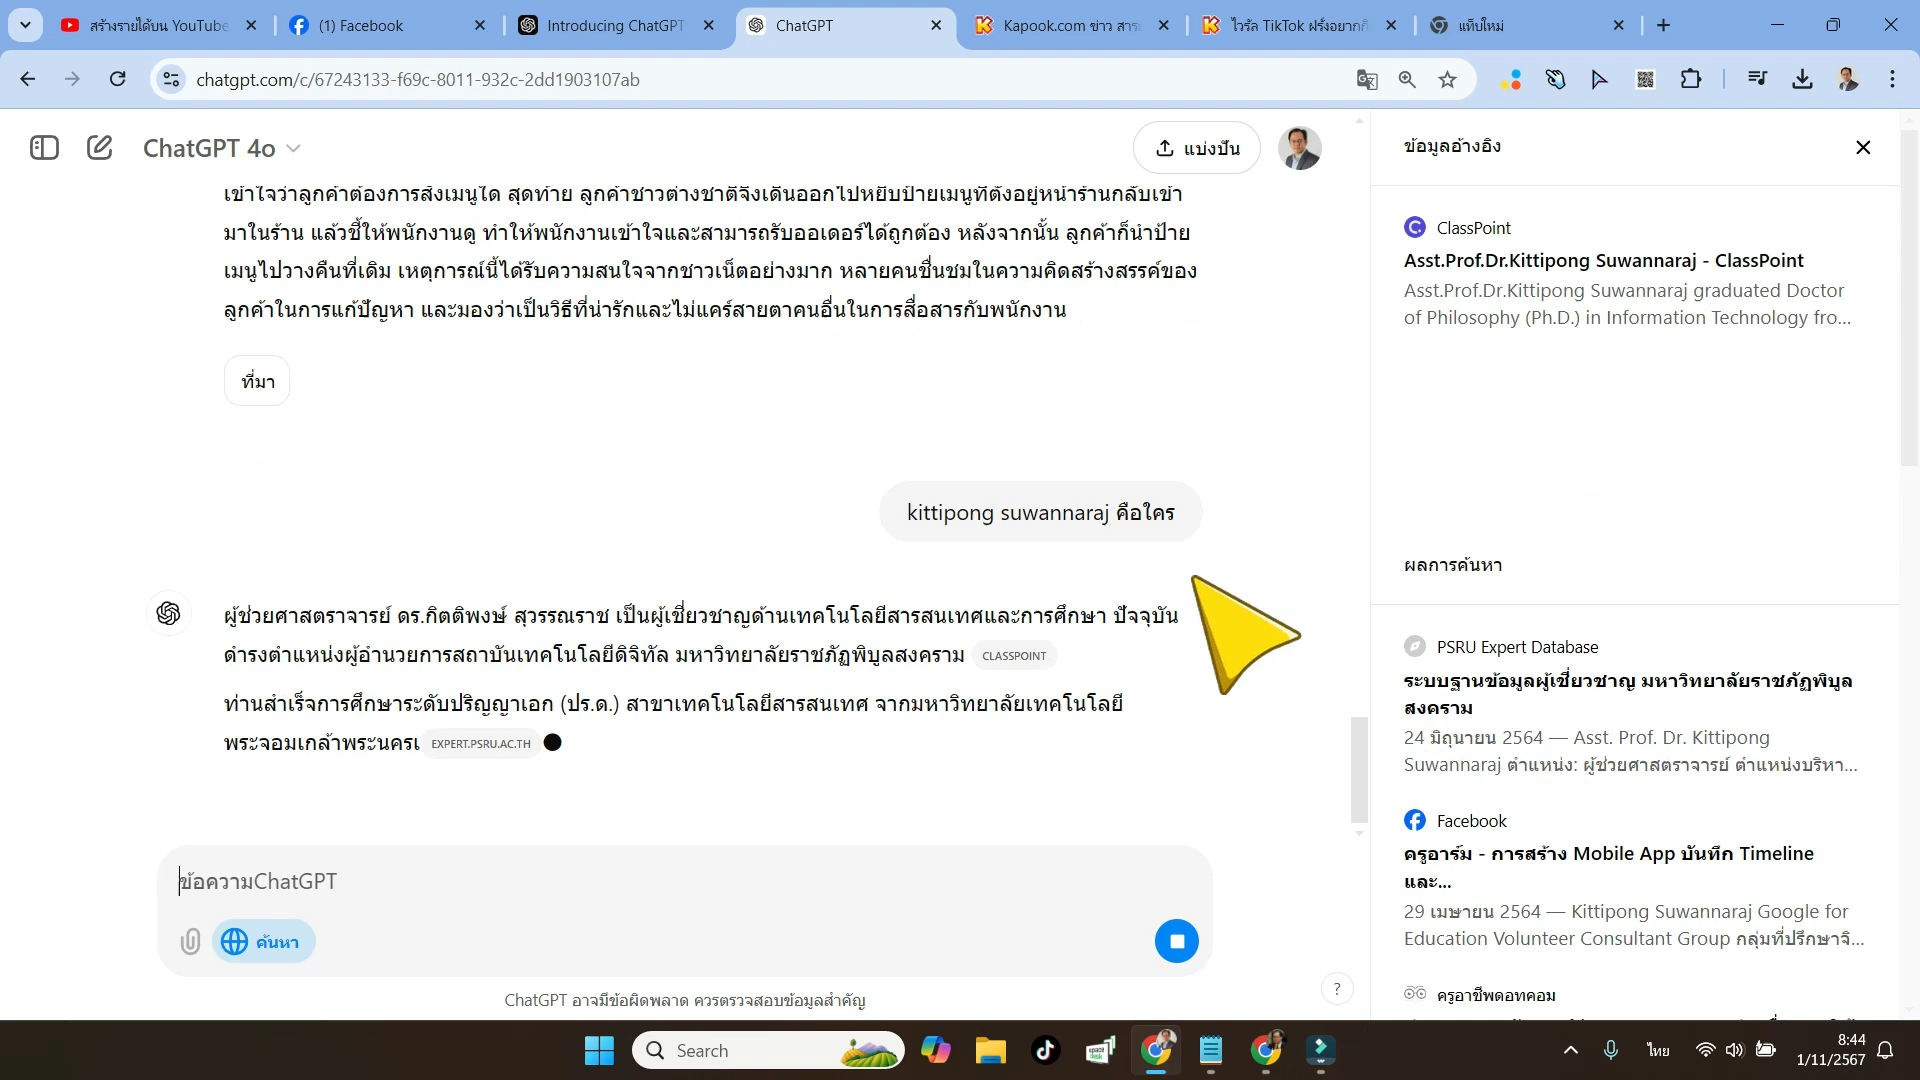 สร้างรายได้บน YouTube
(1) Facebook
Introducing ChatGPT
ChatGPT
Kapook.com ข่าว สาระ
ไวรัล TikTok ฝรั่งอยากกิ
แท็บใหม่
chatgpt.com/c/67243133-f69c-8011-932c-2dd1903107ab
ChatGPT 4o
แบ่งปัน
เข้าใจว่าลูกค้าต้องการสั่งเมนูใด สุดท้าย ลูกค้าชาวต่างชาติจึงเดินออกไปหยิบป้ายเมนูที่ตั้งอยู่หน้าร้านกลับเข้า
มาในร้าน แล้วชี้ให้พนักงานดู ทำให้พนักงานเข้าใจและสามารถรับออเดอร์ได้ถูกต้อง หลังจากนั้น ลูกค้าก็นำป้าย
เมนูไปวางคืนที่เดิม เหตุการณ์นี้ได้รับความสนใจจากชาวเน็ตอย่างมาก หลายคนชื่นชมในความคิดสร้างสรรค์ของ
ลูกค้าในการแก้ปัญหา และมองว่าเป็นวิธีที่น่ารักและไม่แคร์สายตาคนอื่นในการสื่อสารกับพนักงาน
ที่มา
kittipong suwannaraj คือใคร
ผู้ช่วยศาสตราจารย์ ดร.กิตติพงษ์ สุวรรณราช เป็นผู้เชี่ยวชาญด้านเทคโนโลยีสารสนเทศและการศึกษา ปัจจุบัน
ดำรงตำแหน่งผู้อำนวยการสถาบันเทคโนโลยีดิจิทัล มหาวิทยาลัยราชภัฏพิบูลสงคราม CLASSPOINT
ท่านสำเร็จการศึกษาระดับปริญญาเอก (ปร.ด.) สาขาเทคโนโลยีสารสนเทศ จากมหาวิทยาลัยเทคโนโลยี
พระจอมเกล้าพระนครเ EXPERT.PSRU.AC.TH
ข้อความChatGPT
ค้นหา
ChatGPT อาจมีข้อผิดพลาด ควรตรวจสอบข้อมูลสำคัญ
?
ข้อมูลอ้างอิง
ClassPoint
Asst.Prof.Dr.Kittipong Suwannaraj - ClassPoint
Asst.Prof.Dr.Kittipong Suwannaraj graduated Doctor
of Philosophy (Ph.D.) in Information Technology fro...
ผลการค้นหา
PSRU Expert Database
ระบบฐานข้อมูลผู้เชี่ยวชาญ มหาวิทยาลัยราชภัฏพิบูล
สงคราม
24 มิถุนายน 2564 — Asst. Prof. Dr. Kittipong
Suwannaraj ตำแหน่ง: ผู้ช่วยศาสตราจารย์ ตำแหน่งบริหา...
Facebook
ครูอาร์ม - การสร้าง Mobile App บันทึก Timeline
และ...
29 เมษายน 2564 — Kittipong Suwannaraj Google for
Education Volunteer Consultant Group กลุ่มที่ปรึกษาจิ...
ครูอาชีพดอทคอม
Search
ไทย
8:44
1/11/2567